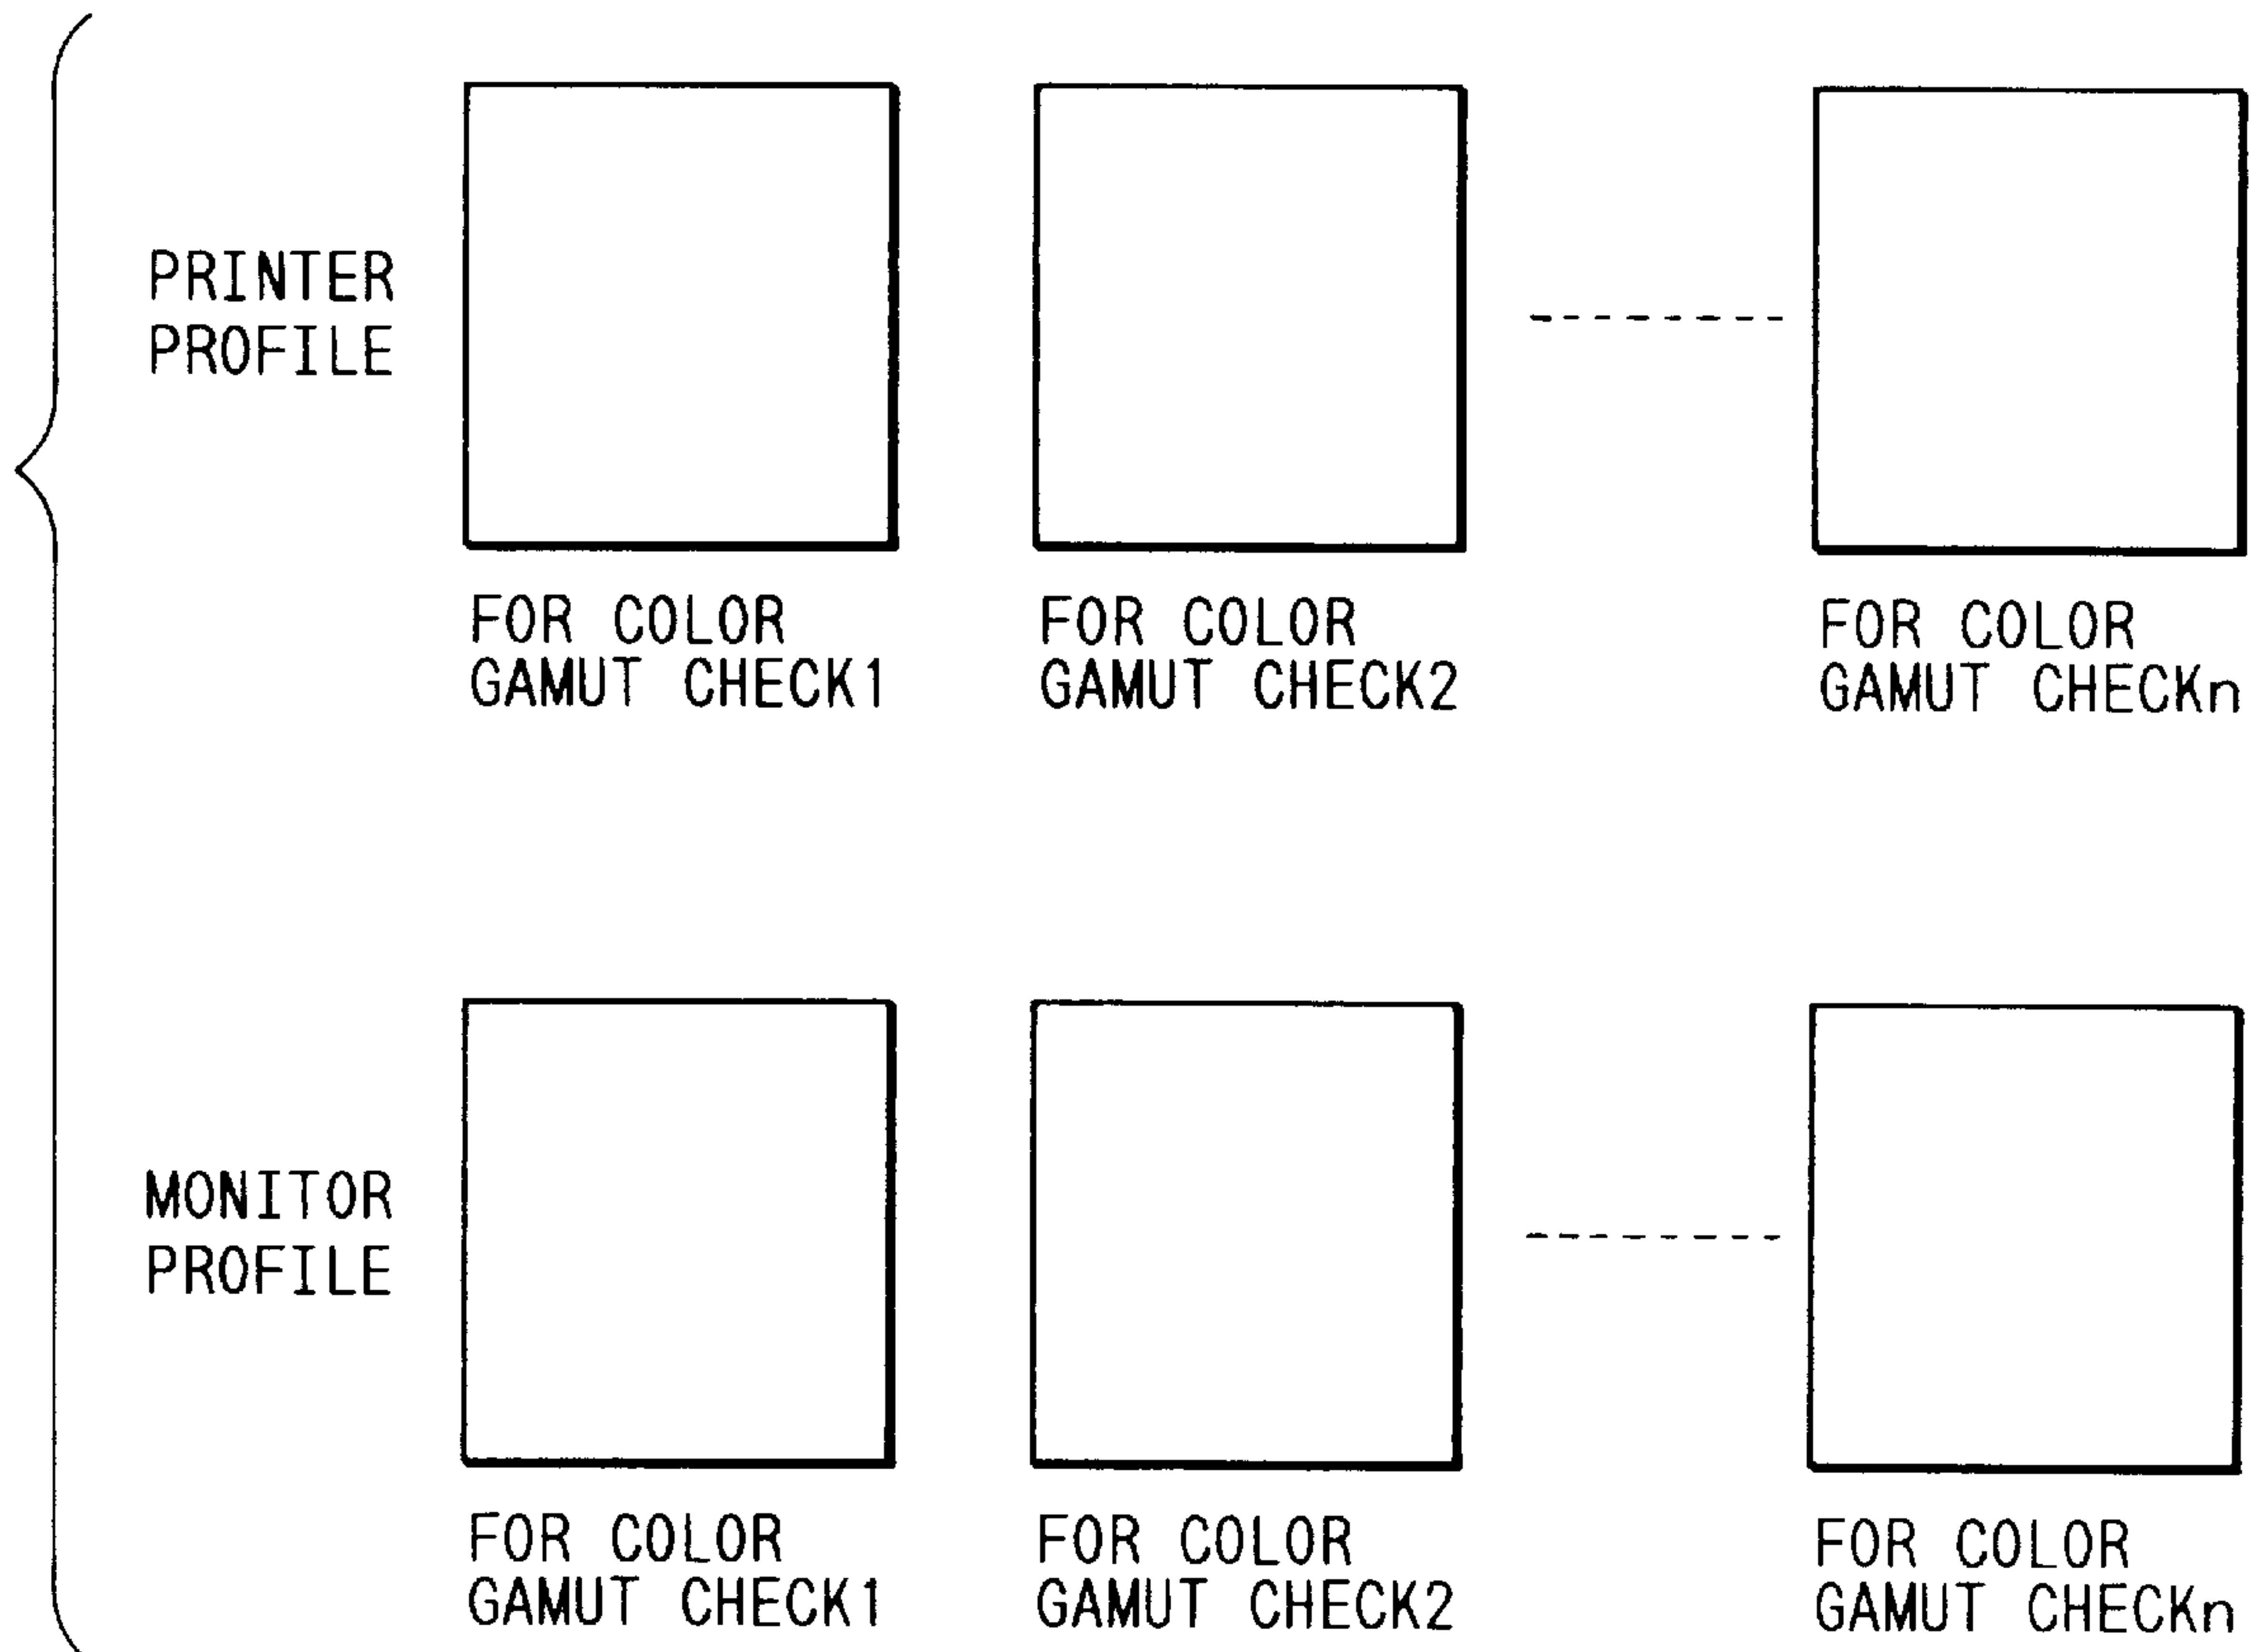 PRINTER
PROFILE
FOR COLOR
GAMUT CHECK1
FOR COLOR
GAMUT CHECK2
FOR COLOR
GAMUT CHECKn
MONITOR
PROFILE
FOR COLOR
GAMUT CHECK1
FOR COLOR
GAMUT CHECK2
FOR COLOR
GAMUT CHECKn